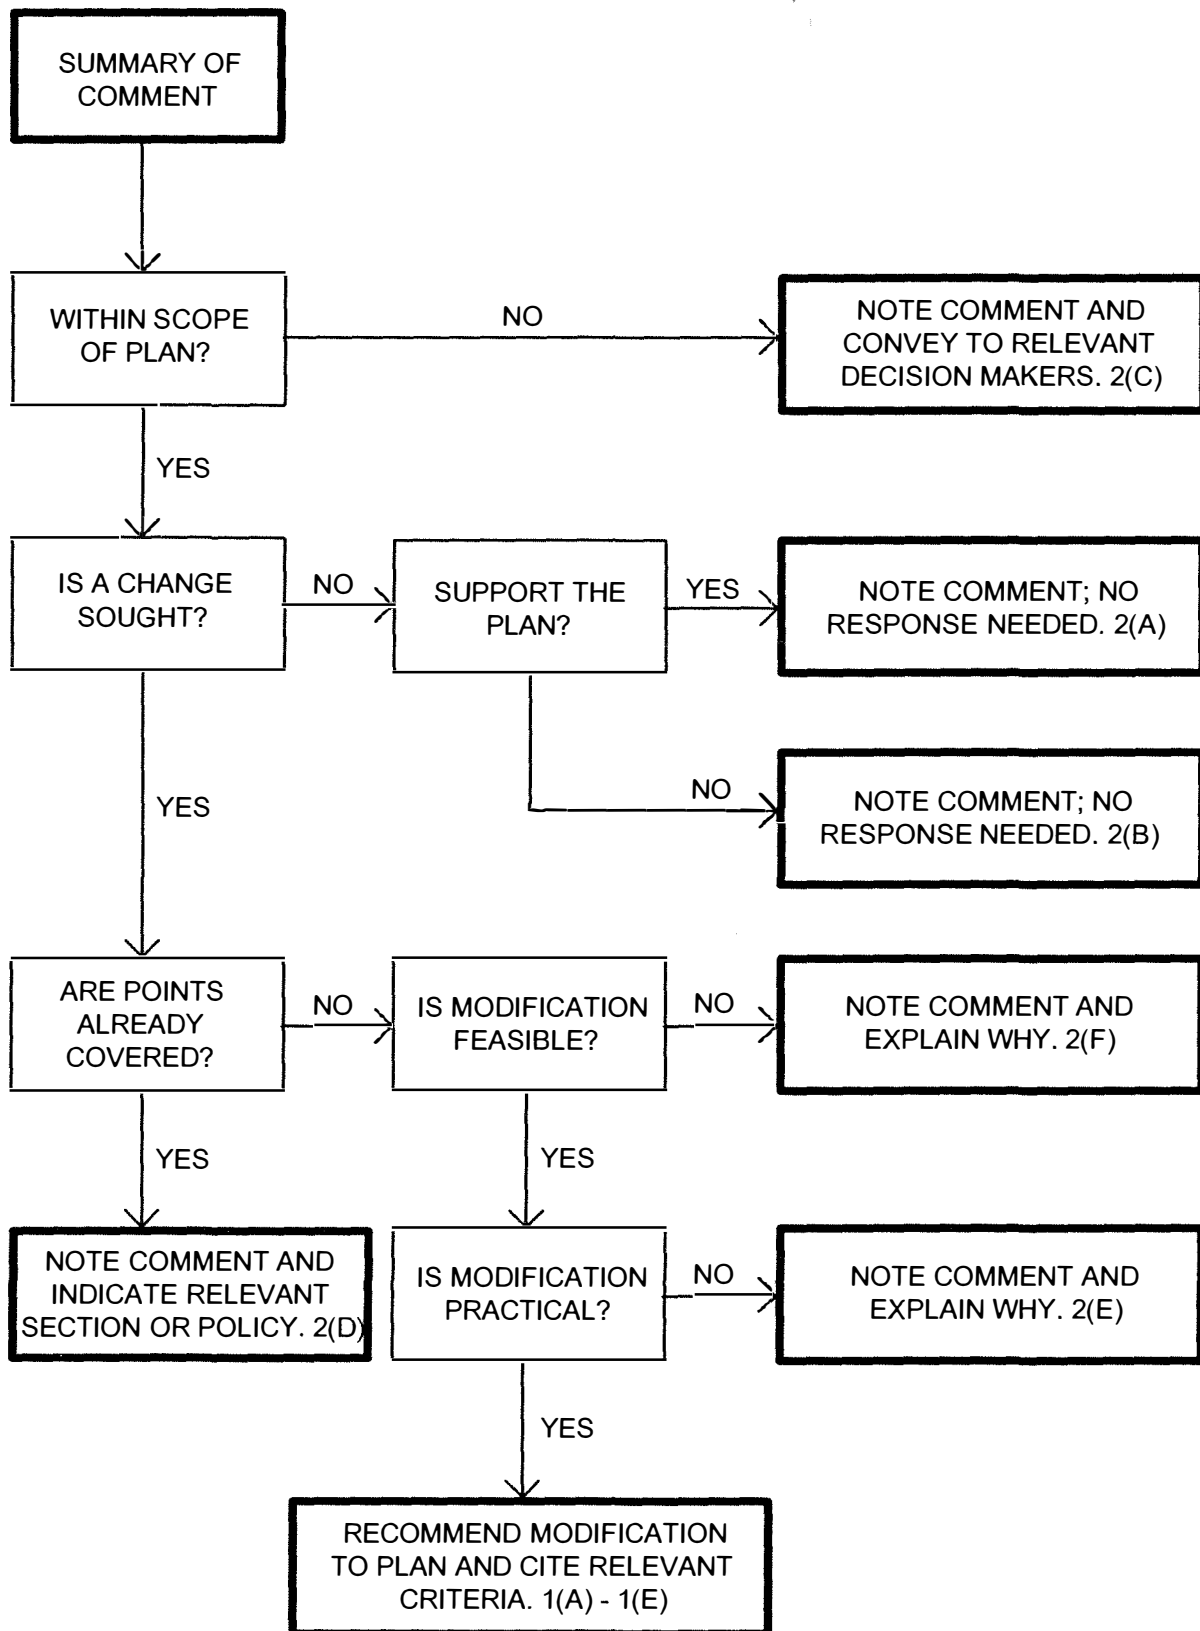 SUMMARY OF
COMMENT
WITHIN SCOPE
OF PLAN?
NO
NOTE COMMENT AND
CONVEY TO RELEVANT
DECISION MAKERS. 2(C)
YES
IS A CHANGE
SOUGHT?
NO
SUPPORT THE
PLAN?
YES
NOTE COMMENT; NO
RESPONSE NEEDED. 2(A)
YES
NO
NOTE COMMENT; NO
RESPONSE NEEDED. 2(B)
ARE POINTS
ALREADY
COVERED?
NO
IS MODIFICATION
FEASIBLE?
NO
NOTE COMMENT AND
EXPLAIN WHY. 2(F)
YES
YES
NOTE COMMENT AND
INDICATE RELEVANT
SECTION OR POLICY. 2(D)
IS MODIFICATION
PRACTICAL?
NO
NOTE COMMENT AND
EXPLAIN WHY. 2(E)
YES
RECOMMEND MODIFICATION
TO PLAN AND CITE RELEVANT
CRITERIA. 1(A) - 1(E)